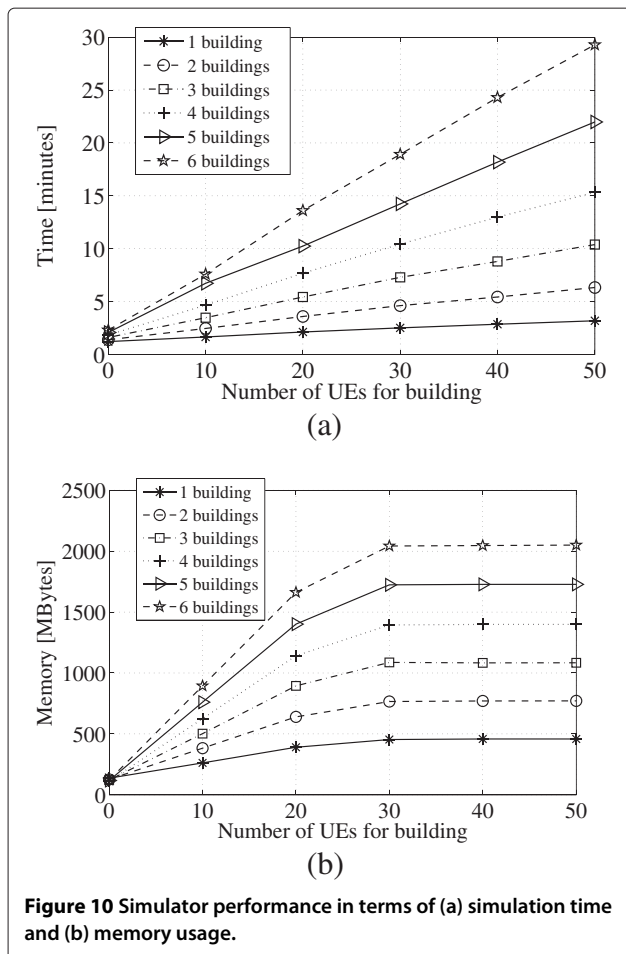 30
25
20
15
10
5
0
Time [minutes]
1 building
2 buildings
3 buildings
4 buildings
5 buildings
6 buildings
0 10 20 30 40 50
Number of UEs for building
(a)
2500
2000
1500
1000
500
0
Memory [MBytes]
1 building
2 buildings
3 buildings
4 buildings
5 buildings
6 buildings
0 10 20 30 40 50
Number of UEs for building
(b)
Figure 10 Simulator performance in terms of (a) simulation time
and (b) memory usage.